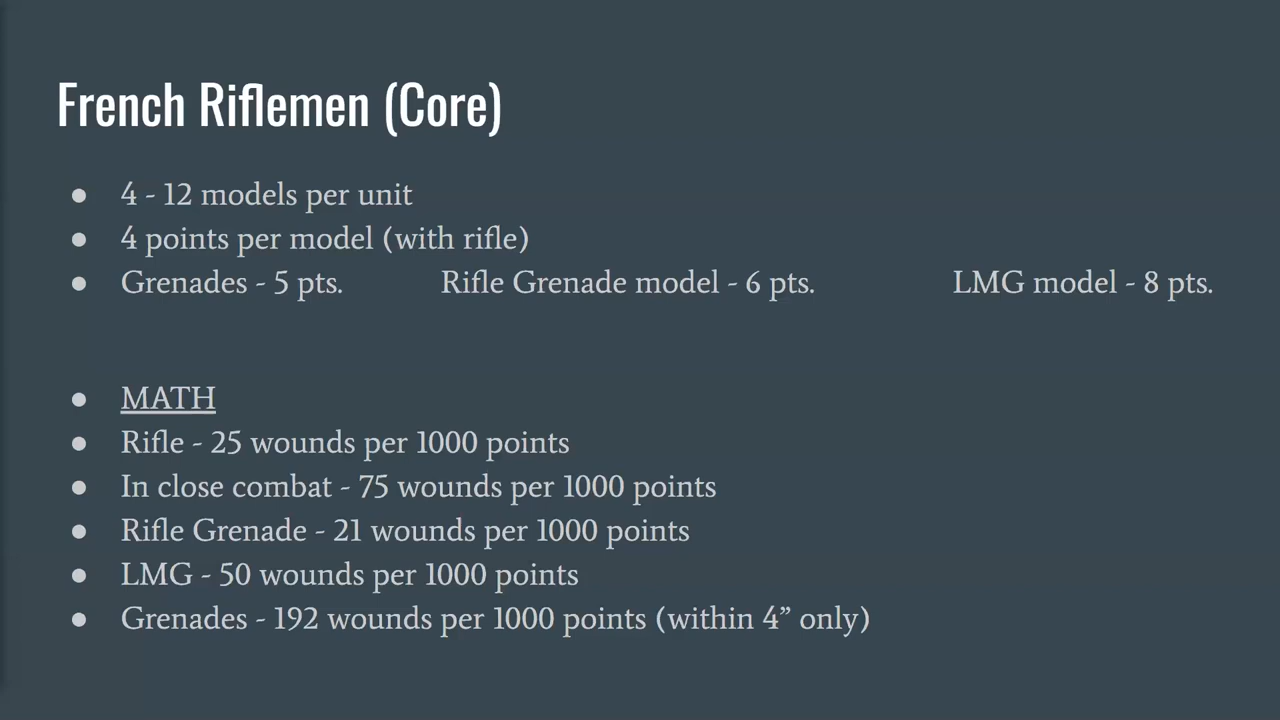 French Riflemen (Core)
● 4 - 12 models per unit
● 4 points per model (with rifle)
● Grenades - 5 pts. Rifle Grenade model - 6 pts. LMG model - 8 pts.
● MATH
● Rifle - 25 wounds per 1000 points
● In close combat - 75 wounds per 1000 points
● Rifle Grenade - 21 wounds per 1000 points
● LMG - 50 wounds per 1000 points
● Grenades - 192 wounds per 1000 points (within 4” only)